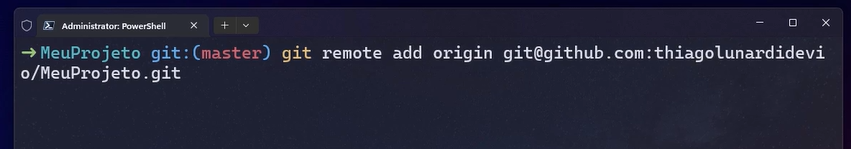 Administrator: PowerShell
→ MeuProjeto git:(master) git remote add origin git@github.com:thiagolunardidevi
o/MeuProjeto.git